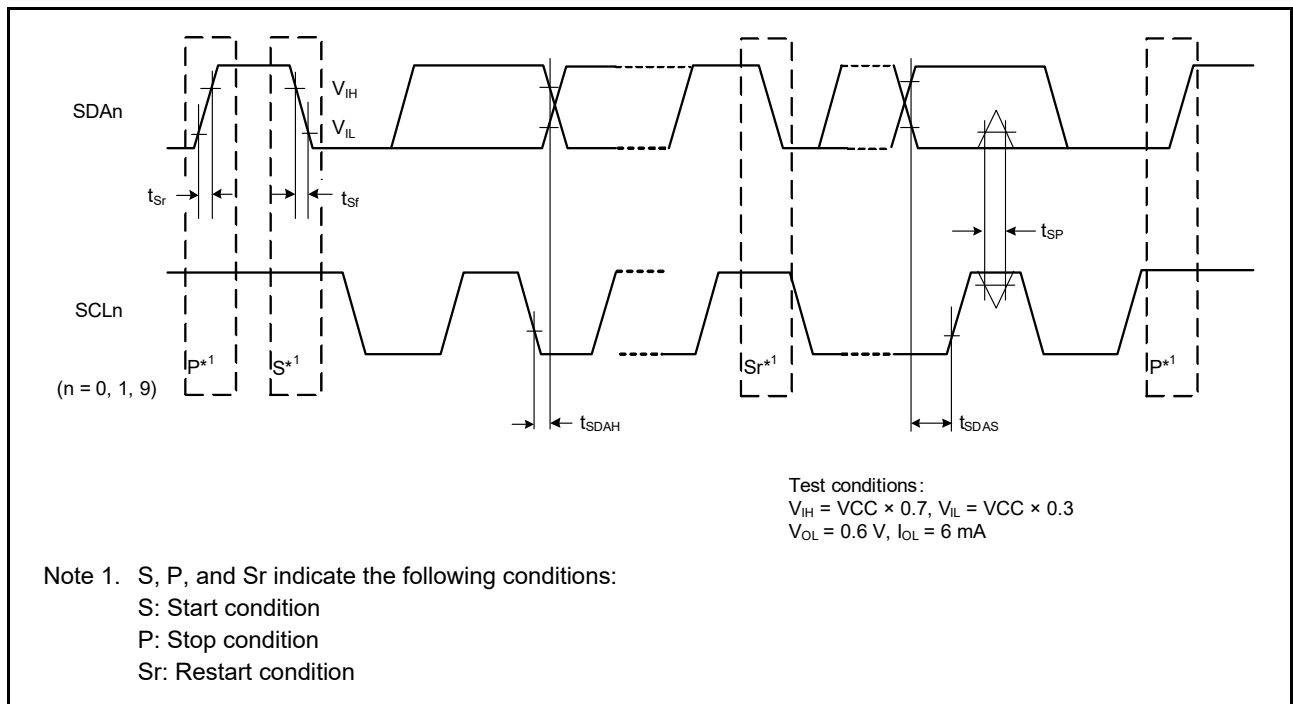 SDAn
V_IH
V_IL
t_Sr
t_Sf
t_SP
SCLn
P*¹
S*¹
Sr*¹
P*¹
(n = 0, 1, 9)
t_SDAH
t_SDAS
Test conditions:
V_IH = VCC × 0.7, V_IL = VCC × 0.3
V_OL = 0.6 V, I_OL = 6 mA
Note 1. S, P, and Sr indicate the following conditions:
S: Start condition
P: Stop condition
Sr: Restart condition